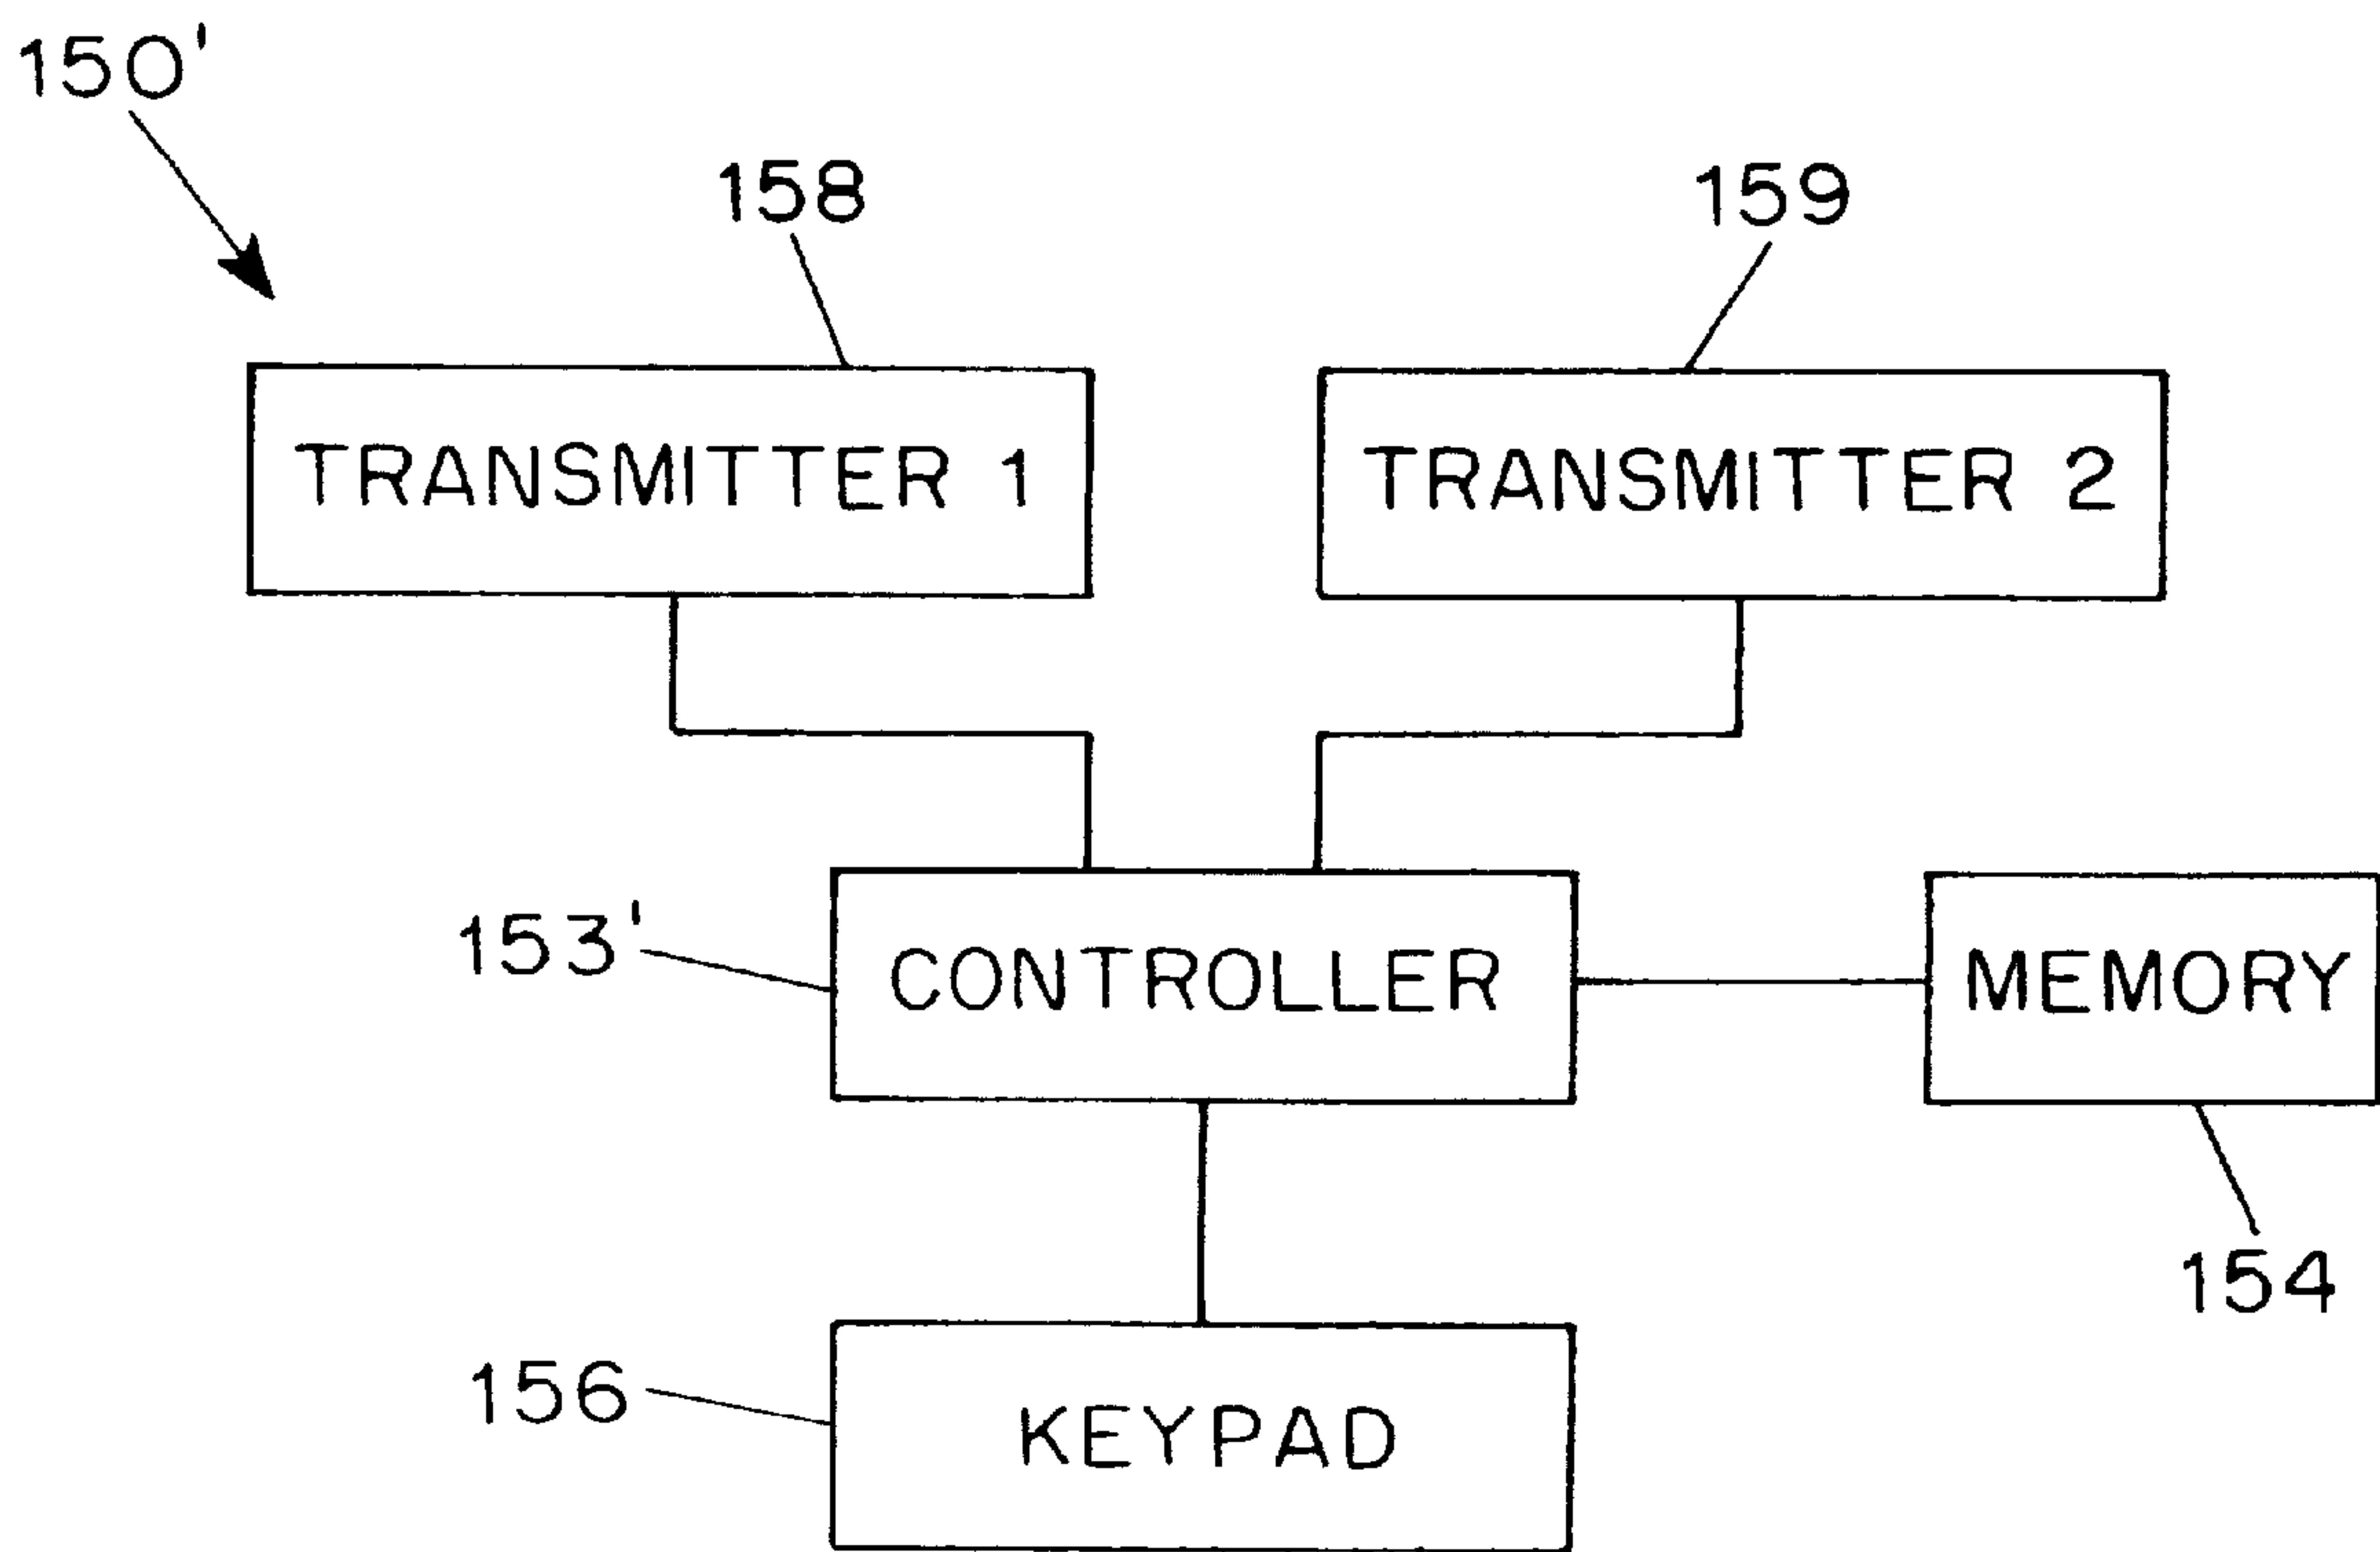 150'
158
159
TRANSMITTER 1
TRANSMITTER 2
153'
CONTROLLER
MEMORY
154
156
KEYPAD